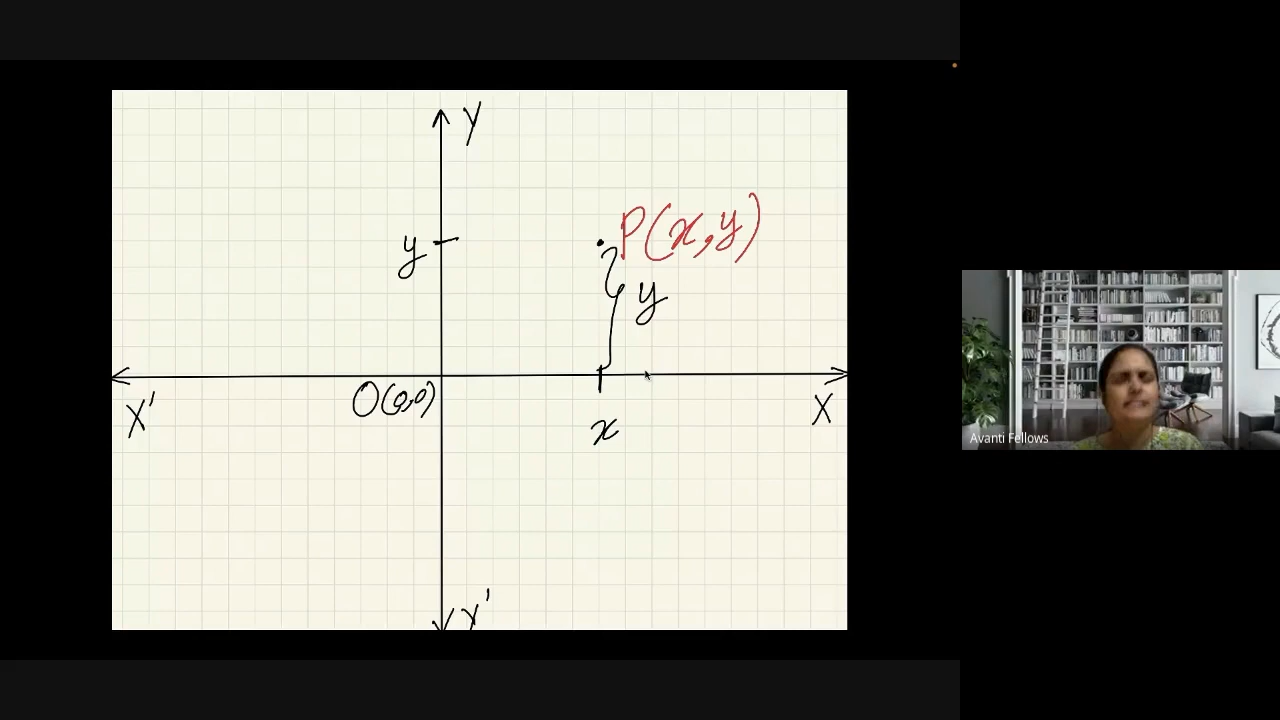 Y
P(x,y)
y
y
O(0,0)
X'
X
x
Y'
Avanti Fellows